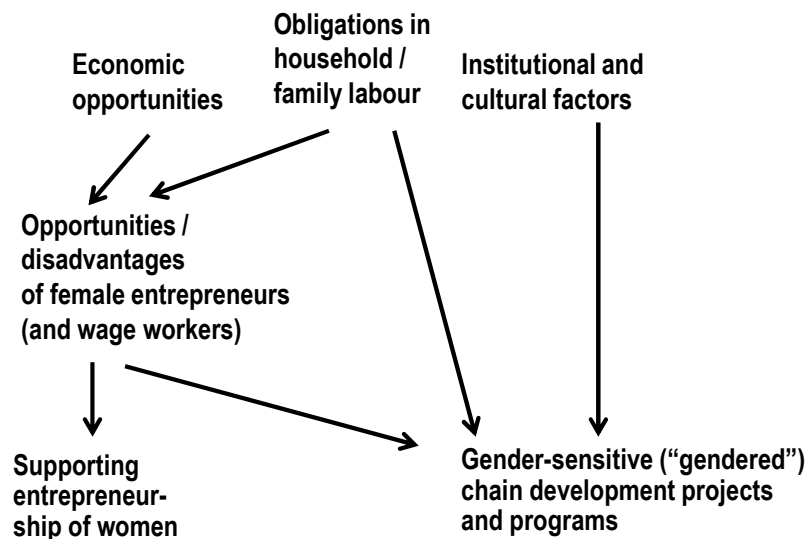 Economic
opportunities
Obligations in
household /
family labour
Institutional and
cultural factors
Opportunities /
disadvantages
of female entrepreneurs
(and wage workers)
Supporting
entrepreneur-
ship of women
Gender-sensitive (“gendered”)
chain development projects
and programs